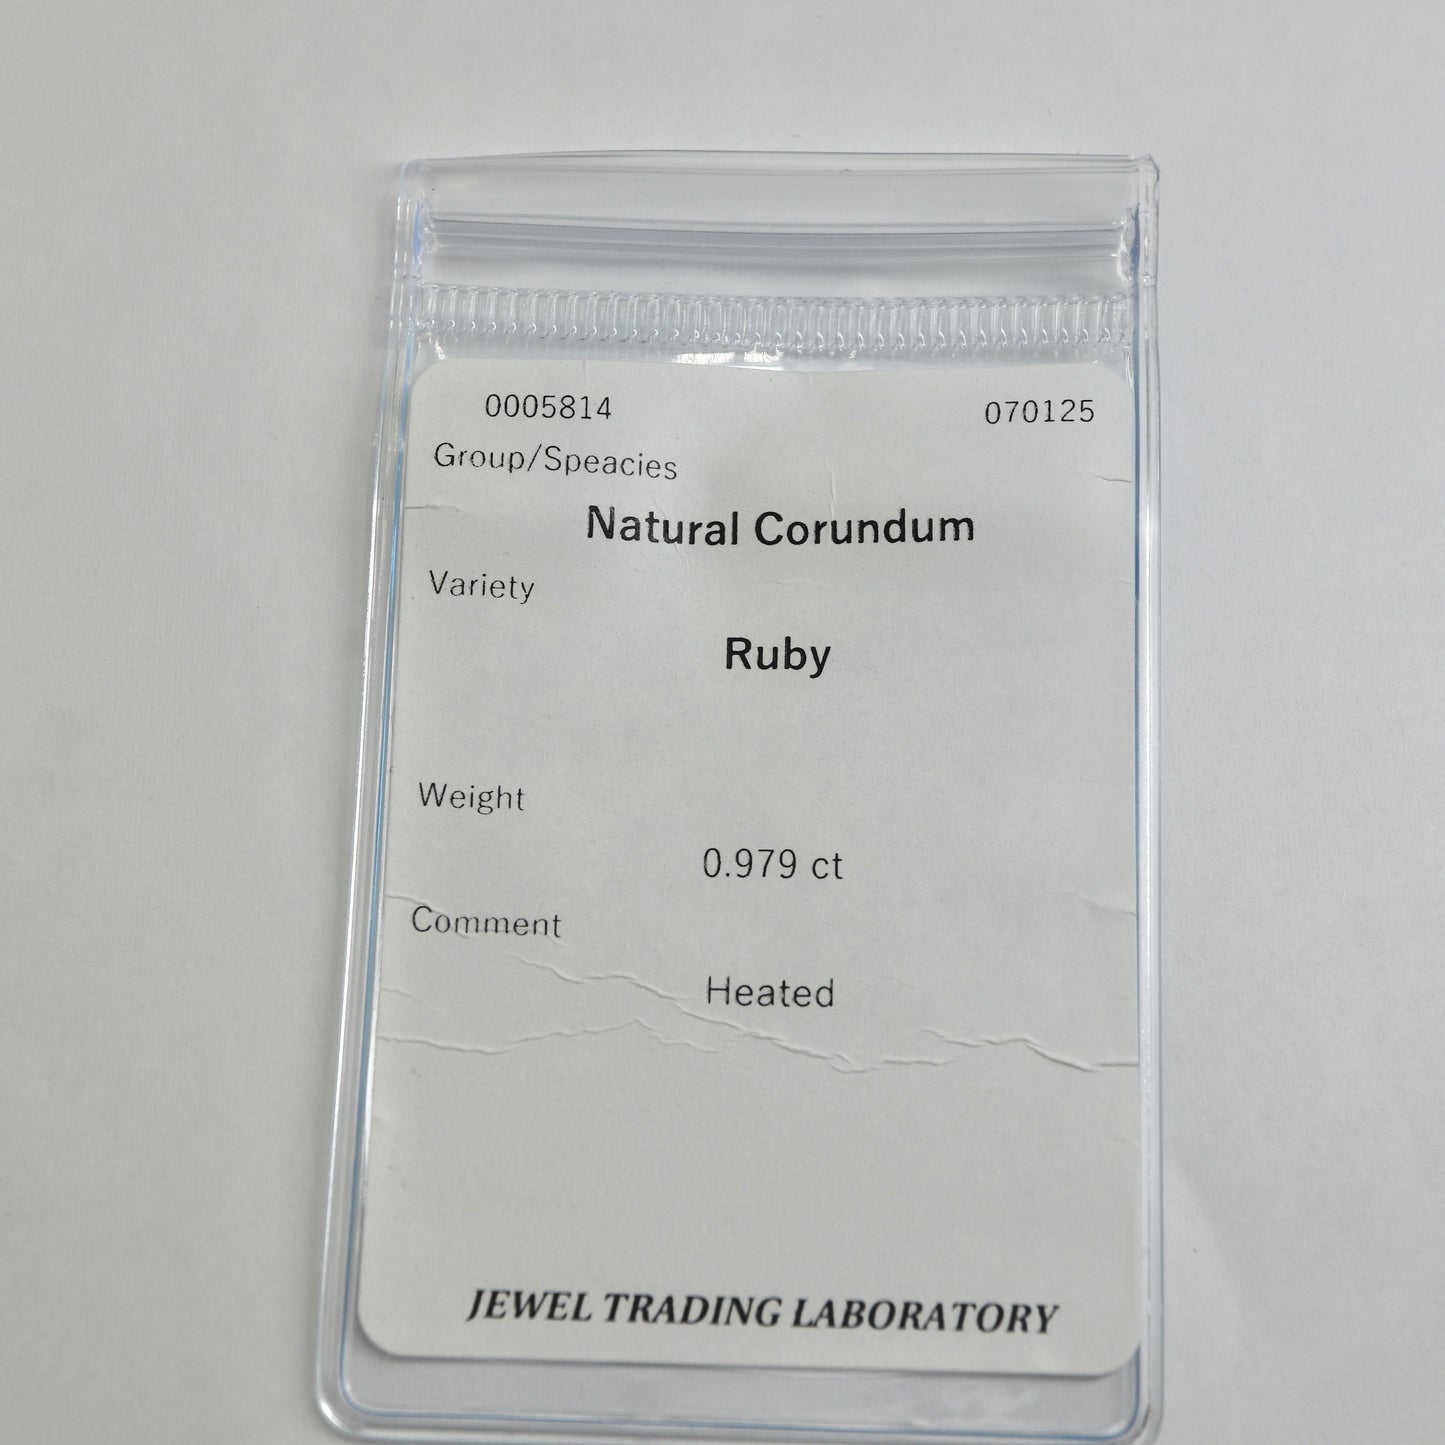 0005814 070125
Group/Speacies
Natural Corundum
Variety
Ruby
Weight
0.979 ct
Comment
Heated
JEWEL TRADING LABORATORY